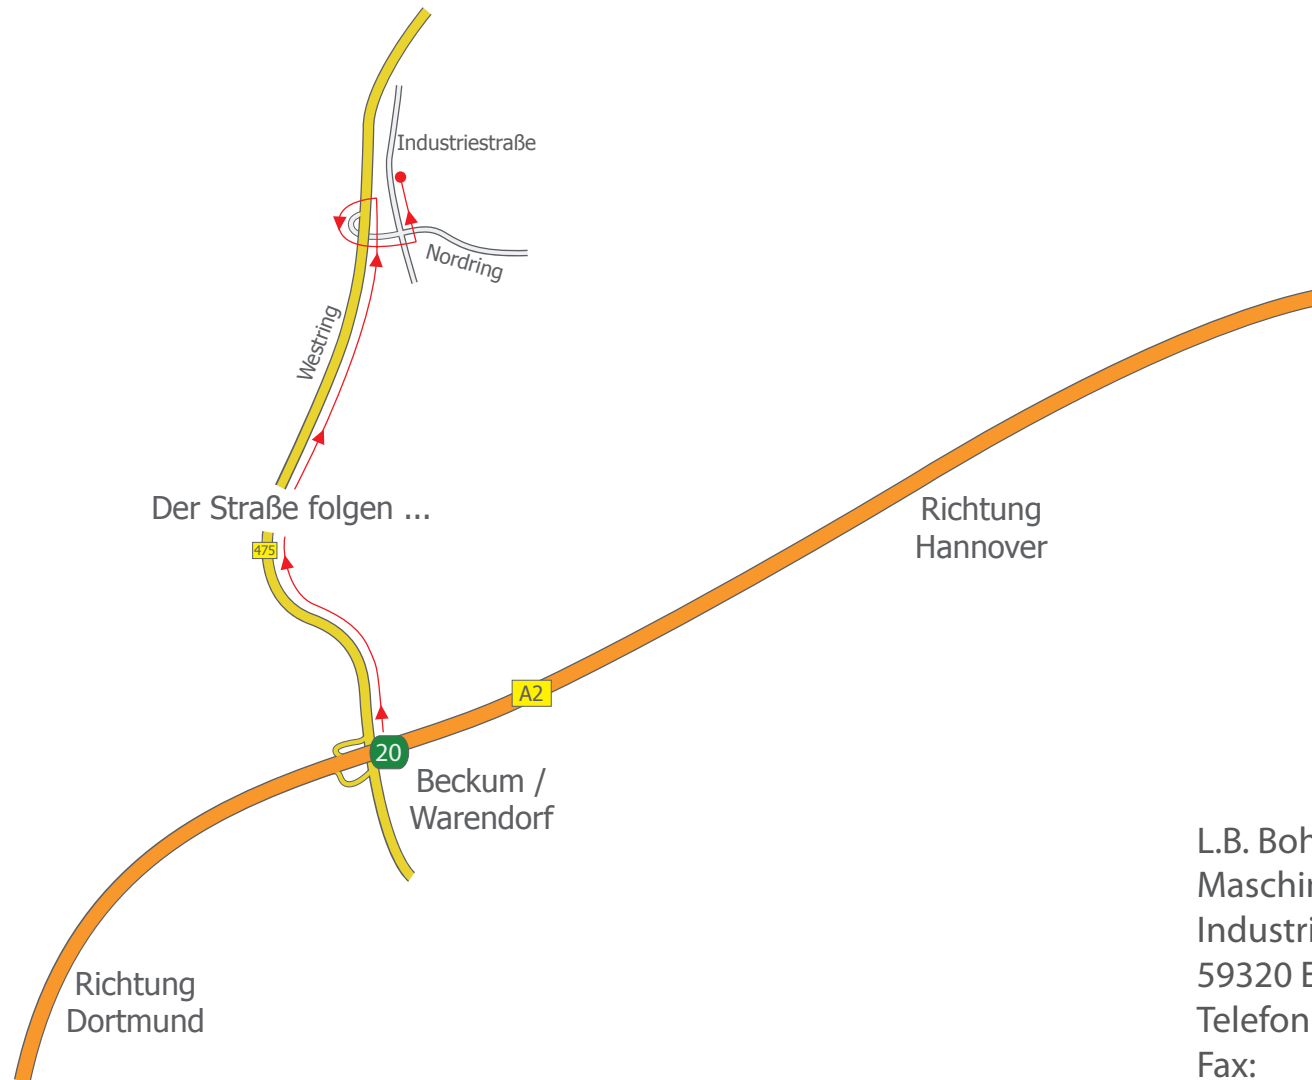 Industriestraße
Nordring
Westring
Der Straße folgen ...
475
Richtung
Hannover
A2
20
Beckum /
Warendorf
Richtung
Dortmund
L.B. Boh
Maschin
Industri
59320 E
Telefon
Fax: